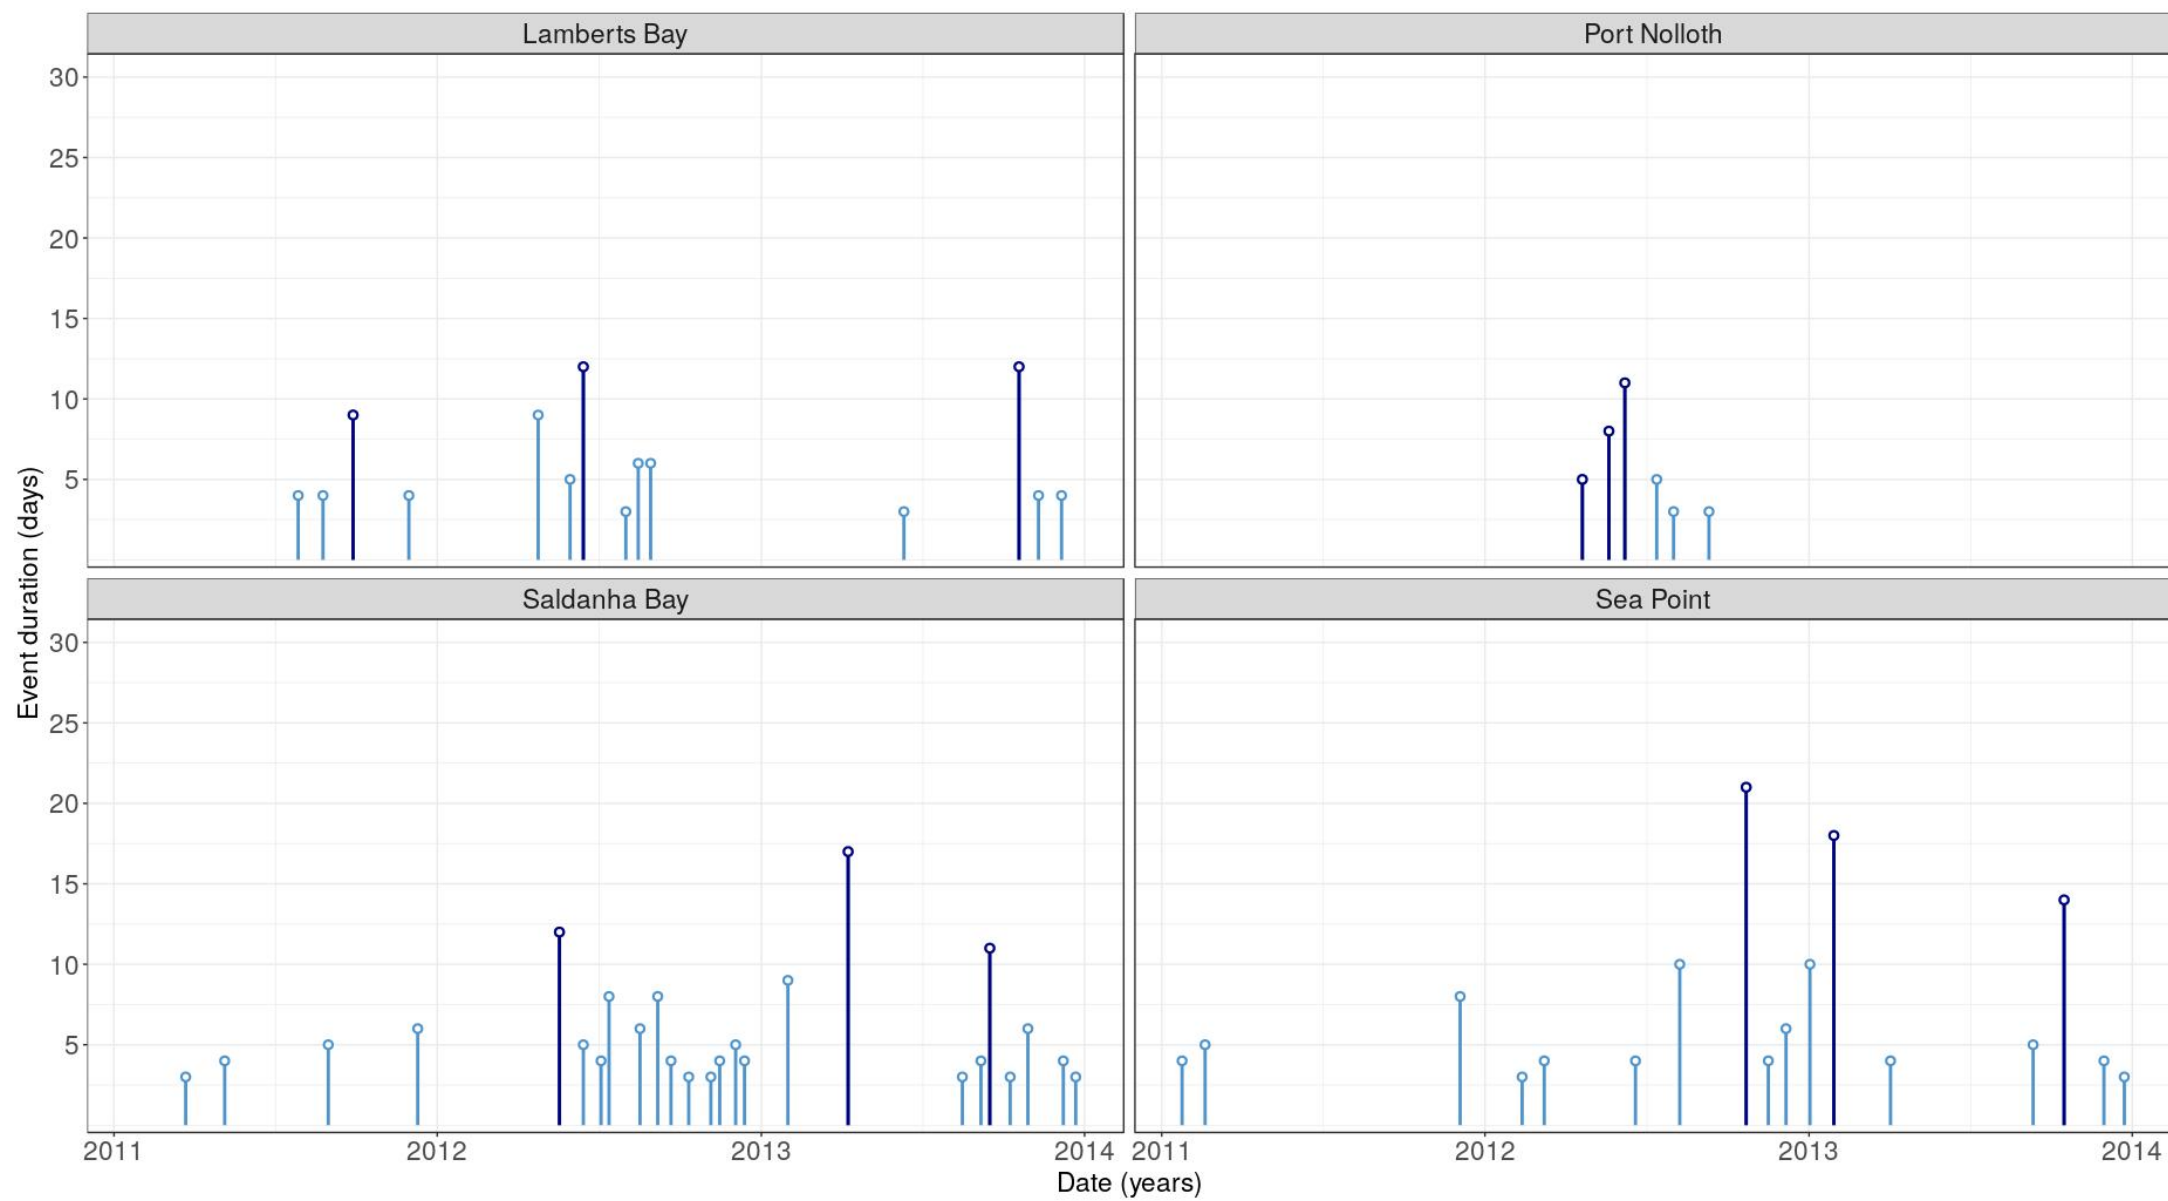 Lamberts Bay
Port Nolloth
30
25
20
15
10
5
Saldanha Bay
Sea Point
30
25
20
15
10
5
Event duration (days)
2011 2012 2013 2014 2011 2012 2013 2014
Date (years)